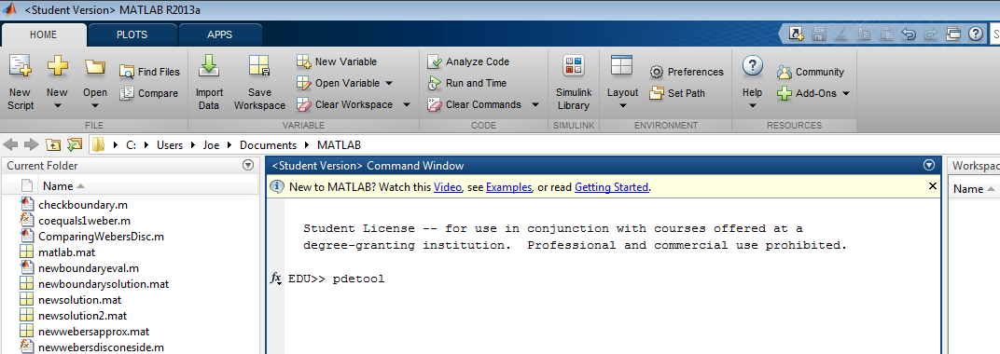 <Student Version> MATLAB R2013a
HOME PLOTS APPS
New Script
New
Open
Find Files
Compare
FILE
Import Data
Save Workspace
New Variable
Open Variable
Clear Workspace
VARIABLE
Analyze Code
Run and Time
Clear Commands
CODE
Simulink Library
SIMULINK
Layout
Preferences
Set Path
ENVIRONMENT
Help
Community
Add-Ons
RESOURCES
C: Users Joe Documents MATLAB
Current Folder
Name
checkboundary.m
coequals1weber.m
ComparingWebersDisc.m
matlab.mat
newboundaryeval.m
newboundarysolution.mat
newsolution.mat
newsolution2.mat
newwebersapprox.mat
newwebersdisconeside.m
<Student Version> Command Window
New to MATLAB? Watch this Video, see Examples, or read Getting Started.
Student License -- for use in conjunction with courses offered at a
degree-granting institution.  Professional and commercial use prohibited.
fx EDU>> pdetool
Workspac
Name